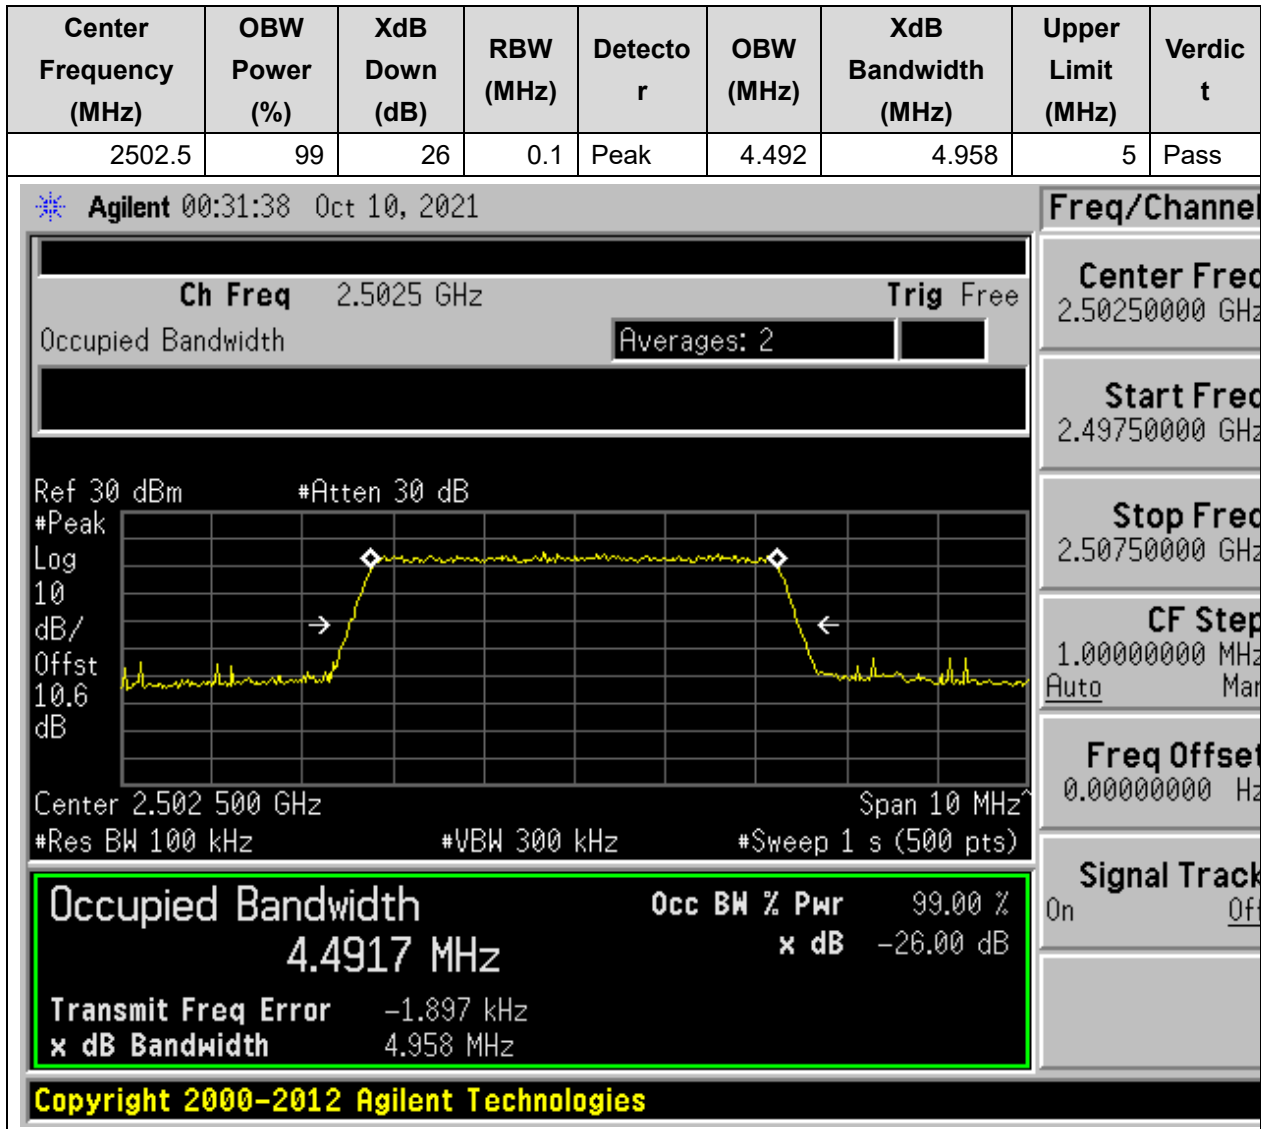 Center Frequency (MHz) OBW Power (%) XdB Down (dB) RBW (MHz) Detecto r OBW (MHz) XdB Bandwidth (MHz) Upper Limit (MHz) Verdic t
2502.5 99 26 0.1 Peak 4.492 4.958 5 Pass
Agilent 00:31:38 Oct 10, 2021
Freq/Channel
Ch Freq 2.5025 GHz Trig Free
Occupied Bandwidth Averages: 2
Center Freq
2.50250000 GHz
Start Freq
2.49750000 GHz
Stop Freq
2.50750000 GHz
CF Step
1.00000000 MHz
Auto Man
Freq Offset
0.00000000 Hz
Signal Track
On Off
Ref 30 dBm #Atten 30 dB
#Peak
Log
10
dB/
Offst
10.6
dB
Center 2.502 500 GHz Span 10 MHz^
#Res BW 100 kHz #VBW 300 kHz #Sweep 1 s (500 pts)
Occupied Bandwidth Occ BW % Pwr 99.00 %
4.4917 MHz x dB -26.00 dB
Transmit Freq Error -1.897 kHz
x dB Bandwidth 4.958 MHz
Copyright 2000-2012 Agilent Technologies